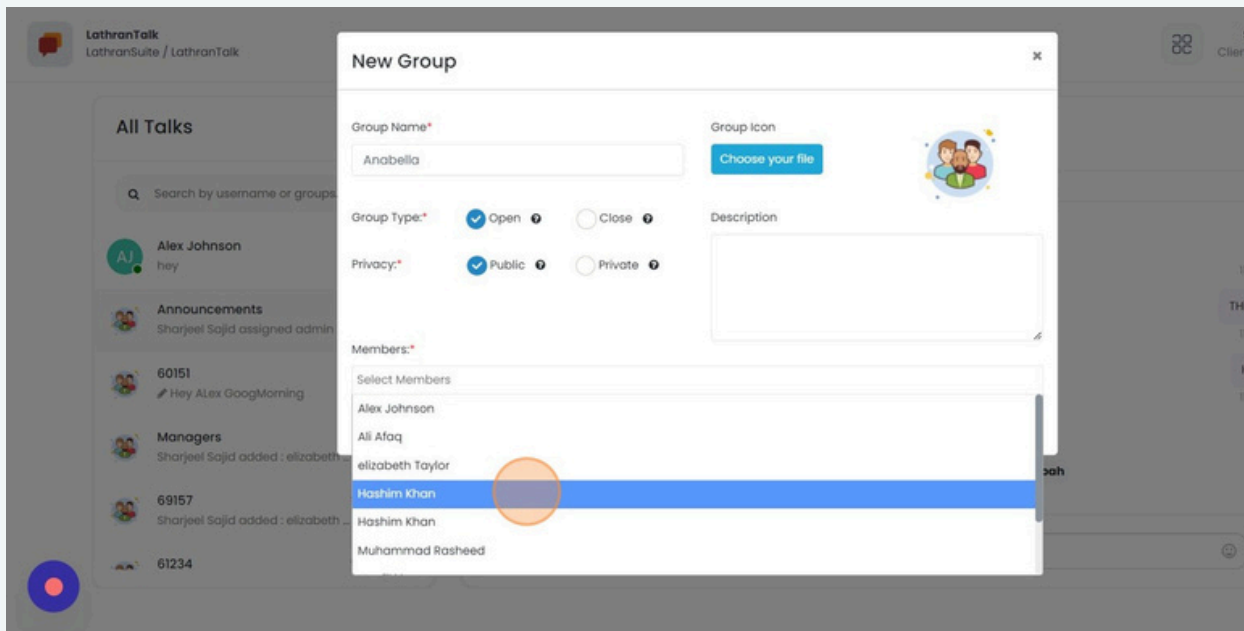 LathranTalk
LathranSuite / LathranTalk
Clien
New Group
×
All Talks
Group Name*
Group Icon
Anabella
Choose your file
Search by username or groups.
Group Type:*
Open
Close
Description
Alex Johnson
AJ
hey
Privacy:*
Public
Private
Announcements
Sharjeel Sajid assigned admin
TH
Members:*
60151
Hey ALex GoogMorning
Select Members
Alex Johnson
Managers
Sharjeel Sajid added : elizabeth ...
Ali Afaq
elizabeth Taylor
Hashim Khan
69157
Sharjeel Sajid added : elizabeth ...
Hashim Khan
Muhammad Rasheed
61234